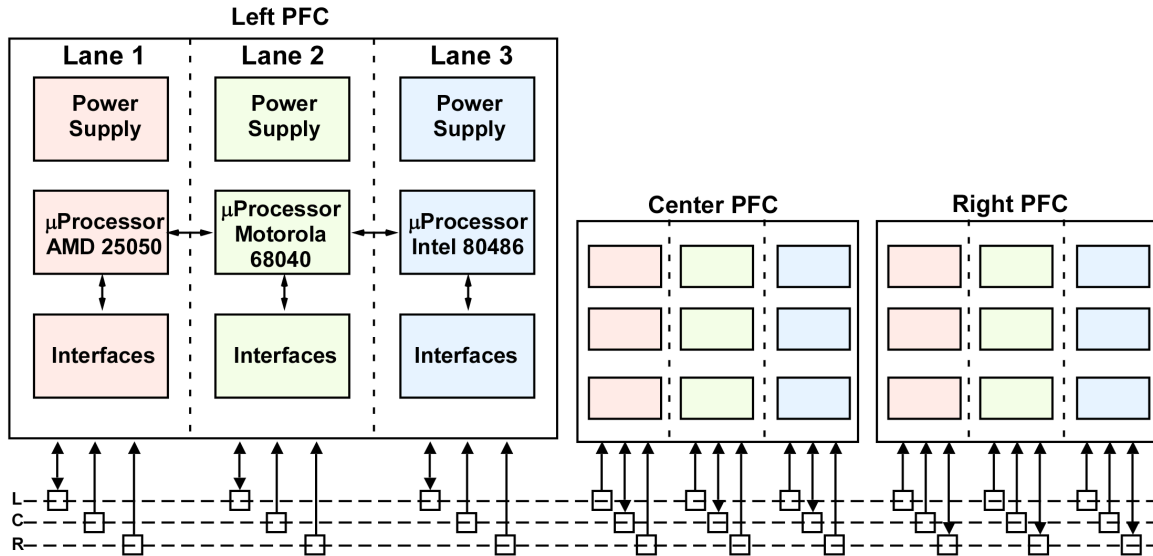 Left PFC
Lane 1
Lane 2
Lane 3
Power
Supply
Power
Supply
Power
Supply
μProcessor
AMD 25050
μProcessor
Motorola
68040
μProcessor
Intel 80486
Interfaces
Interfaces
Interfaces
Center PFC
Right PFC
L
C
R